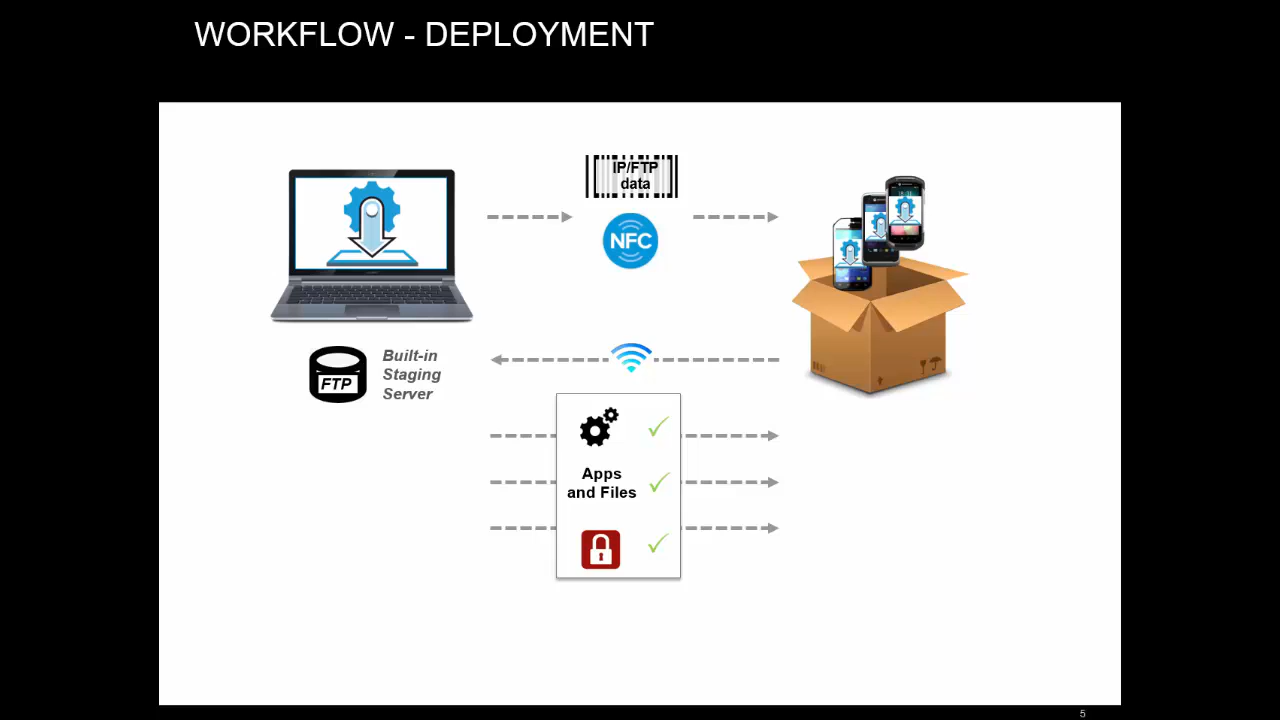 WORKFLOW - DEPLOYMENT
IP/FTP
data
NFC
FTP
Built-in
Staging
Server
Apps
and Files
5